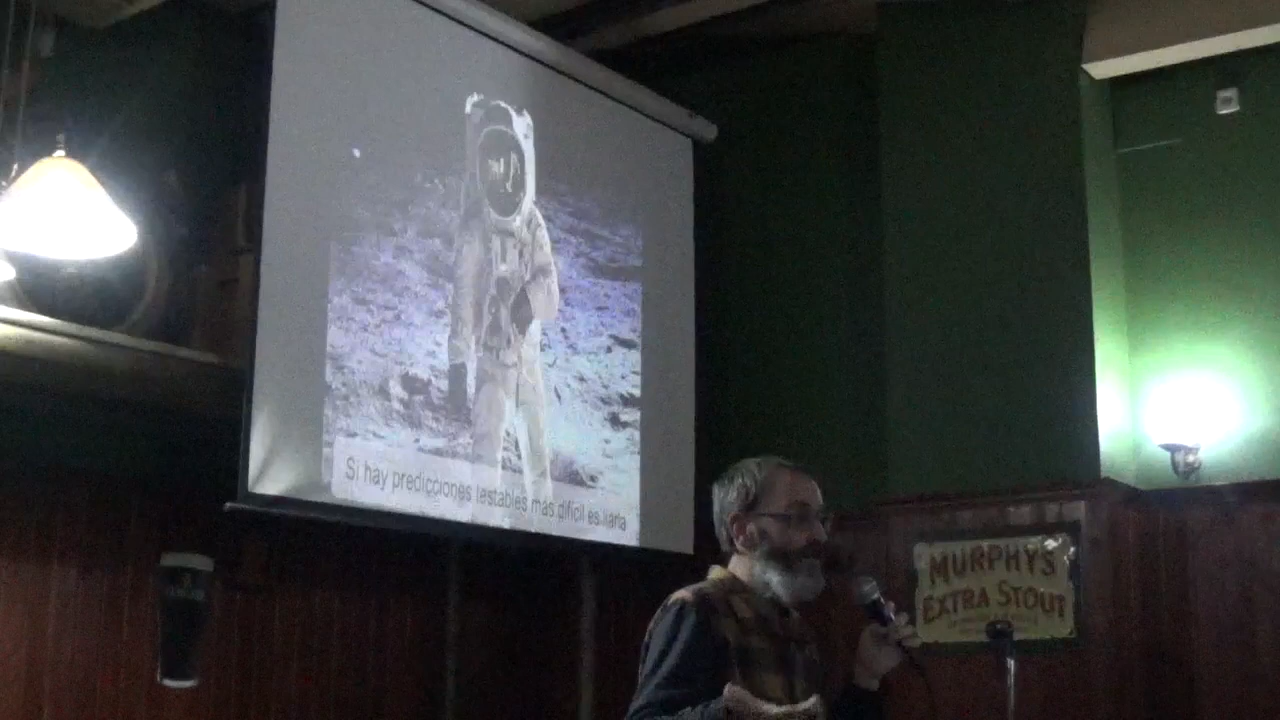 Si hay predicciones testables más difícil es liarla
MURPHY'S
EXTRA STOUT